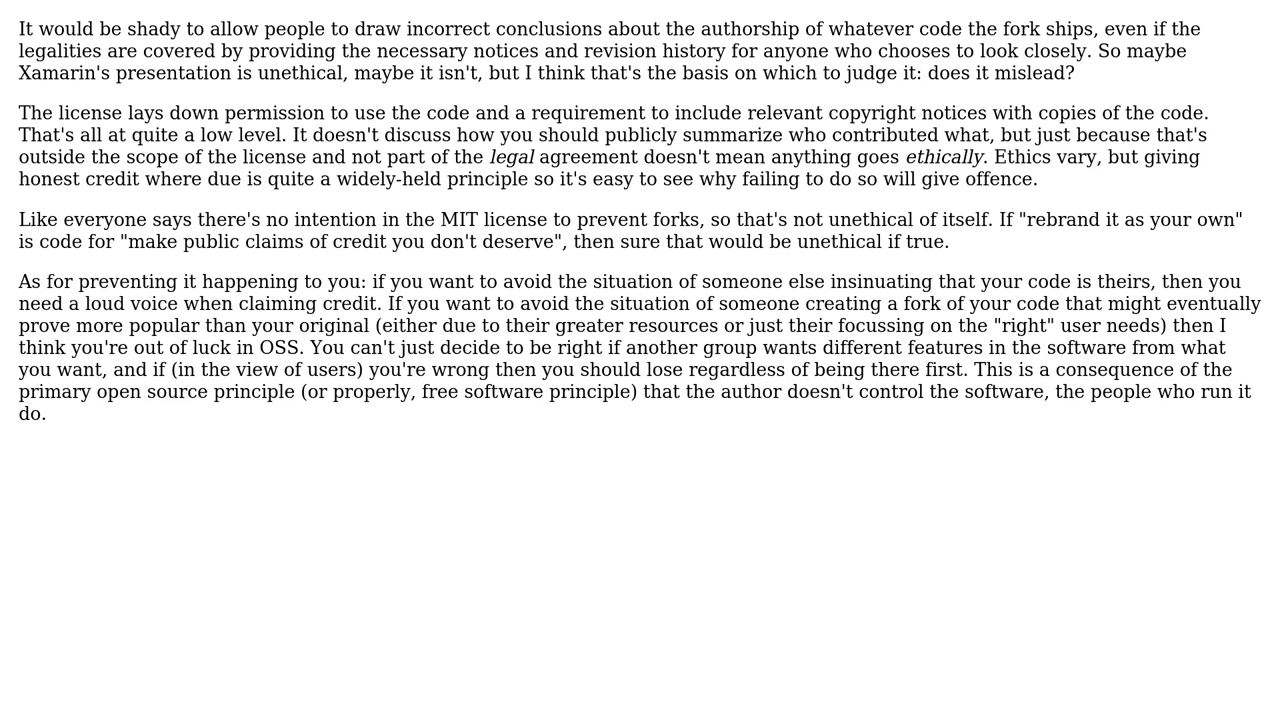 It would be shady to allow people to draw incorrect conclusions about the authorship of whatever code the fork ships, even if the
legalities are covered by providing the necessary notices and revision history for anyone who chooses to look closely. So maybe
Xamarin's presentation is unethical, maybe it isn't, but I think that's the basis on which to judge it: does it mislead?
The license lays down permission to use the code and a requirement to include relevant copyright notices with copies of the code.
That's all at quite a low level. It doesn't discuss how you should publicly summarize who contributed what, but just because that's
outside the scope of the license and not part of the legal agreement doesn't mean anything goes ethically. Ethics vary, but giving
honest credit where due is quite a widely-held principle so it's easy to see why failing to do so will give offence.
Like everyone says there's no intention in the MIT license to prevent forks, so that's not unethical of itself. If "rebrand it as your own"
is code for "make public claims of credit you don't deserve", then sure that would be unethical if true.
As for preventing it happening to you: if you want to avoid the situation of someone else insinuating that your code is theirs, then you
need a loud voice when claiming credit. If you want to avoid the situation of someone creating a fork of your code that might eventually
prove more popular than your original (either due to their greater resources or just their focussing on the "right" user needs) then I
think you're out of luck in OSS. You can't just decide to be right if another group wants different features in the software from what
you want, and if (in the view of users) you're wrong then you should lose regardless of being there first. This is a consequence of the
primary open source principle (or properly, free software principle) that the author doesn't control the software, the people who run it
do.